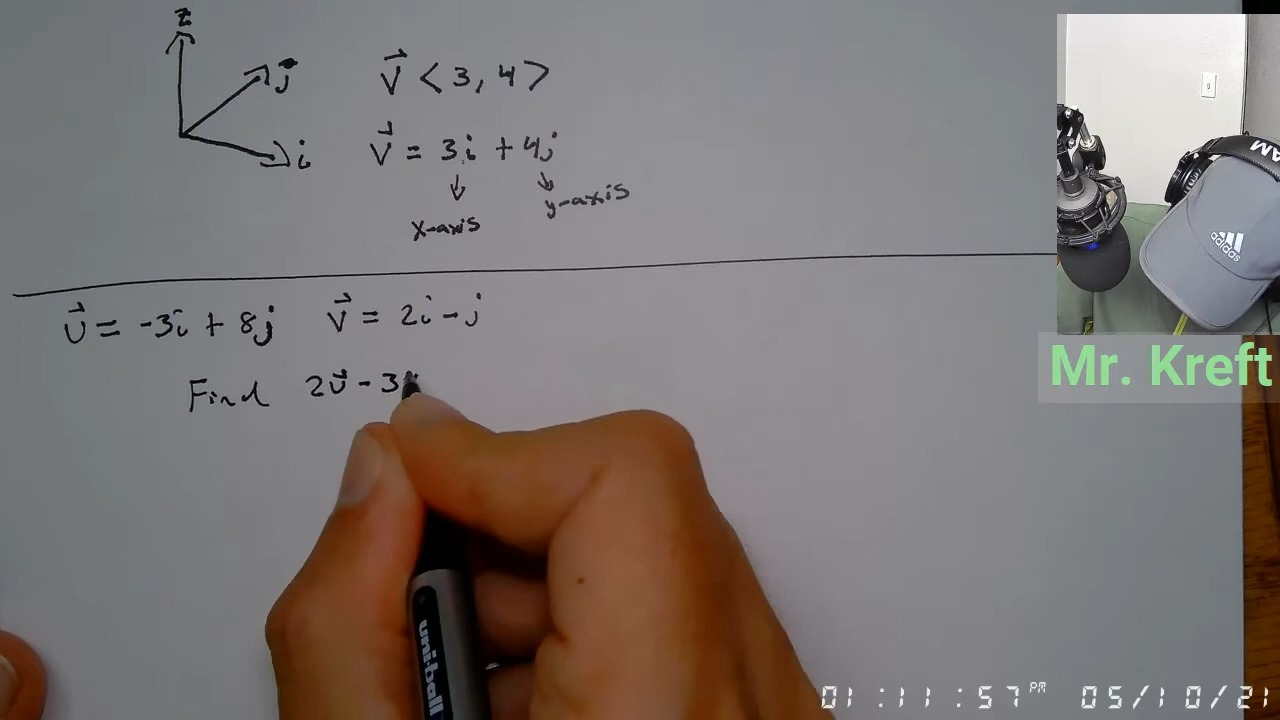 z
j
i
v⃗ <3, 4>
v⃗ = 3i + 4j
x-axis
y-axis
u⃗ = -3i + 8j v⃗ = 2i - j
Find 2u⃗ - 3
Mr. Kreft
adidas
uni-ball
01:11:57 PM 05/10/21